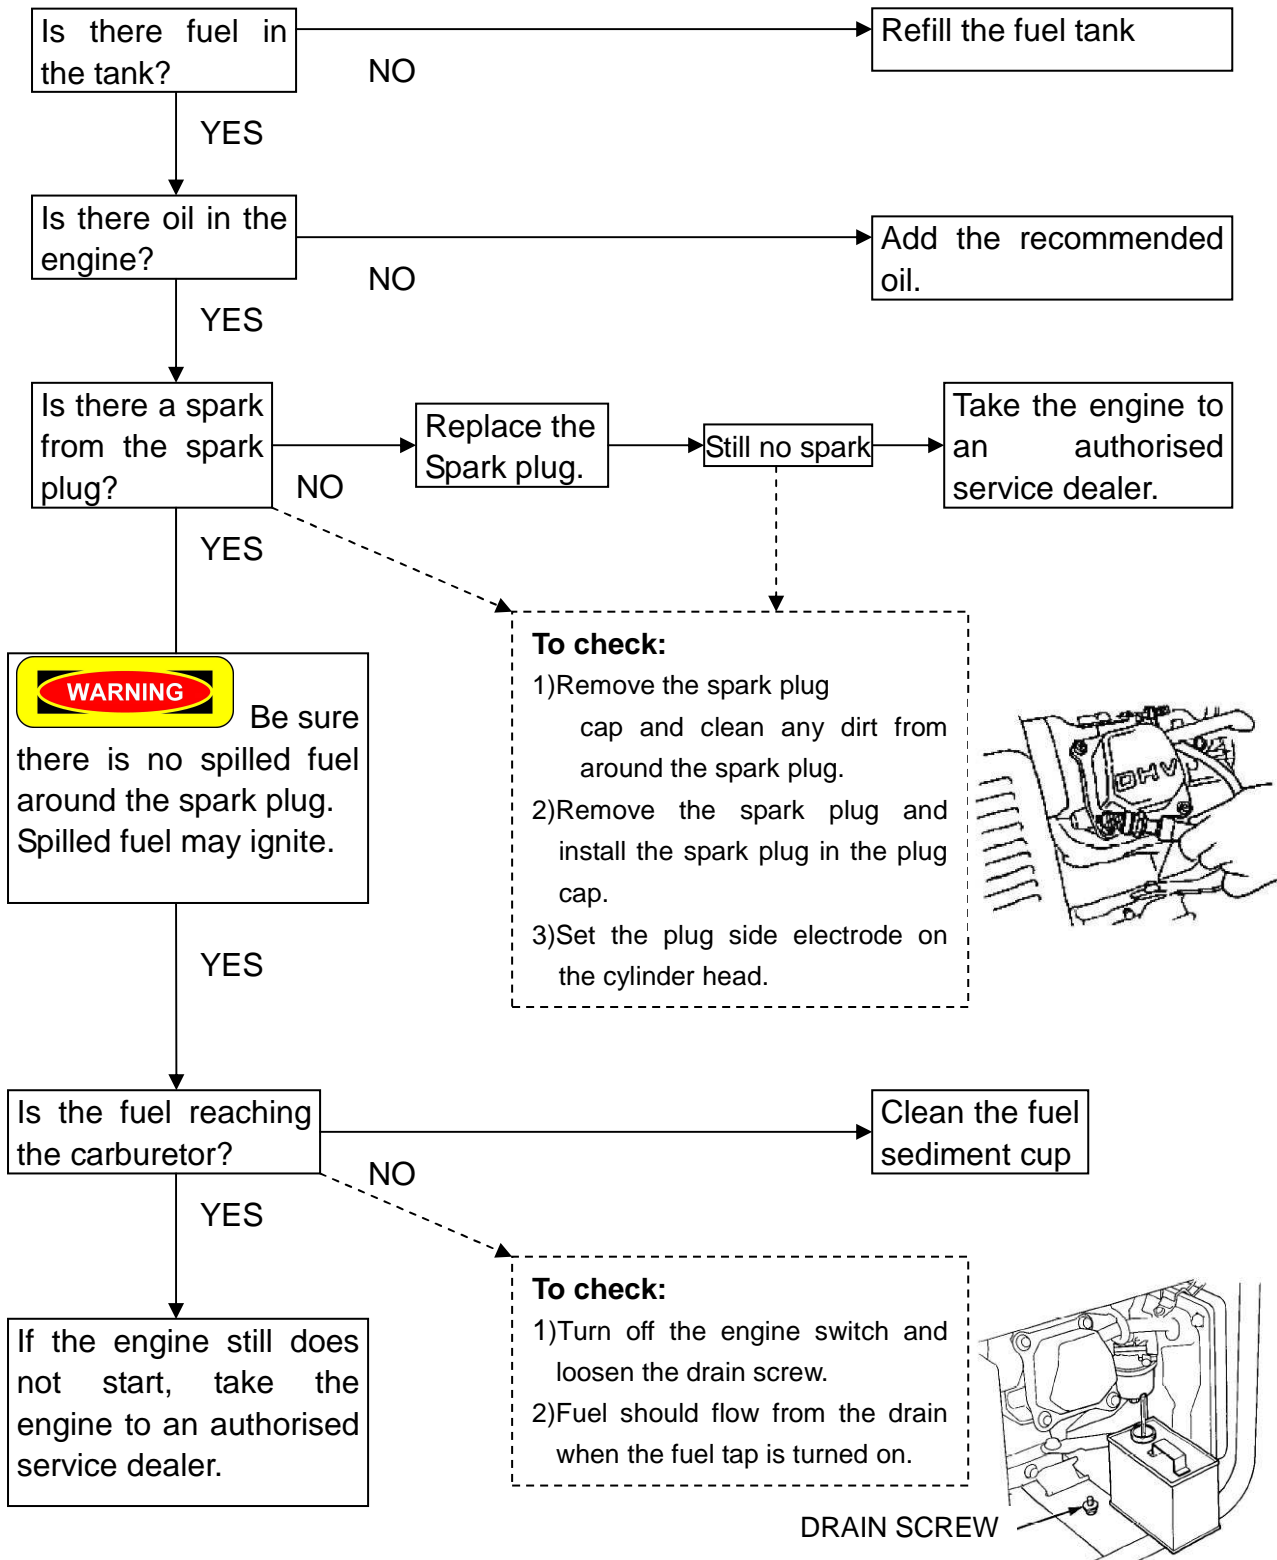 Is there fuel in
the tank?
NO
Refill the fuel tank
YES
Is there oil in the
engine?
NO
Add the recommended
oil.
YES
Is there a spark
from the spark
plug?
NO
Replace the
Spark plug.
Still no spark
Take the engine to
an authorised
service dealer.
YES
WARNING
Be sure
there is no spilled fuel
around the spark plug.
Spilled fuel may ignite.
To check:
1)Remove the spark plug
cap and clean any dirt from
around the spark plug.
2)Remove the spark plug and
install the spark plug in the plug
cap.
3)Set the plug side electrode on
the cylinder head.
OHV
YES
Is the fuel reaching
the carburetor?
NO
Clean the fuel
sediment cup
YES
To check:
1)Turn off the engine switch and
loosen the drain screw.
2)Fuel should flow from the drain
when the fuel tap is turned on.
If the engine still does
not start, take the
engine to an authorised
service dealer.
DRAIN SCREW